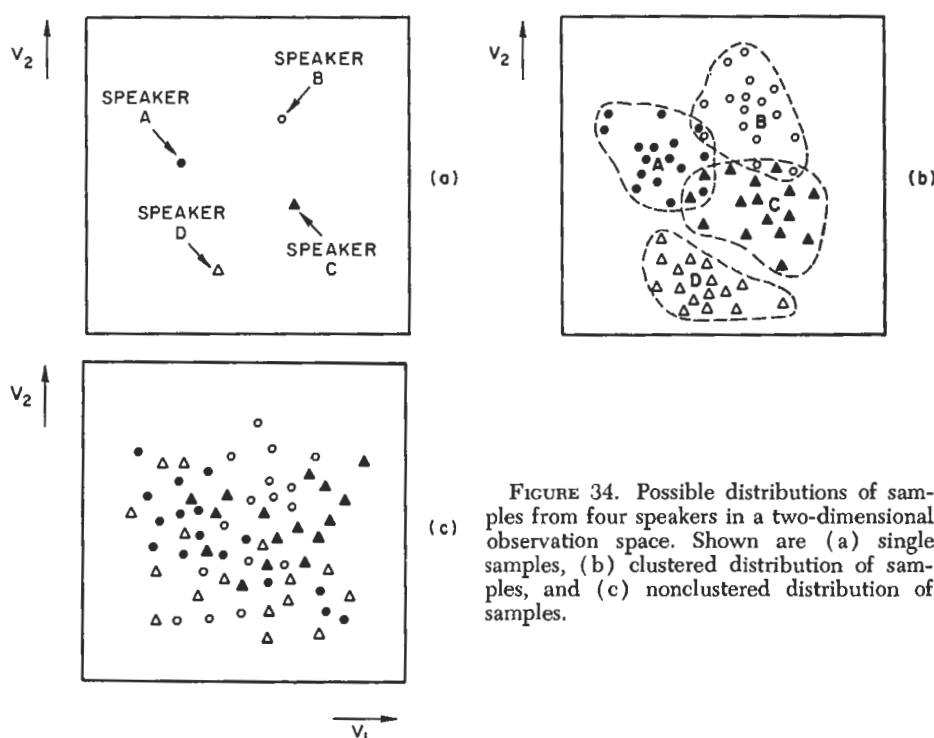 V2
SPEAKER
A
SPEAKER
B
SPEAKER
D
SPEAKER
C
(a)
V2
A
B
C
D
(b)
V2
(c)
V1
FIGURE 34. Possible distributions of sam-
ples from four speakers in a two-dimensional
observation space. Shown are (a) single
samples, (b) clustered distribution of sam-
ples, and (c) nonclustered distribution of
samples.